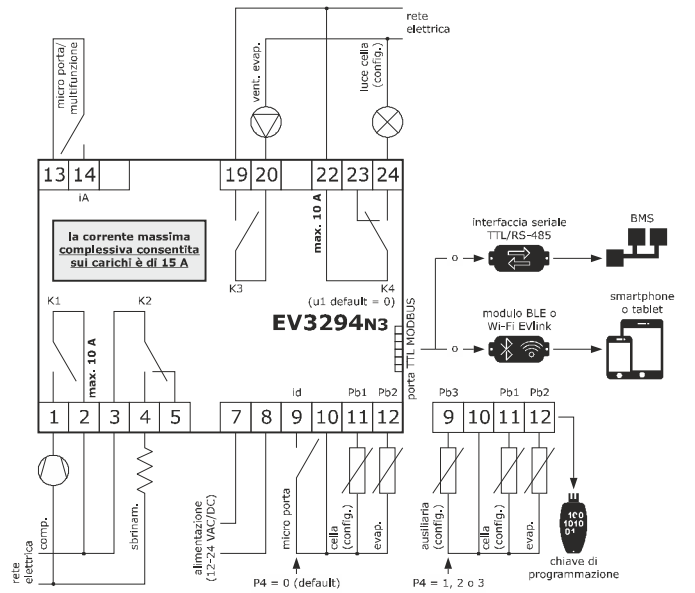 rete
elettrica
micro porta/
multifunzione
vent. evap.
luce cella
(config.)
13 14 19 20 22 23 24
iA
la corrente massima
complessiva consentita
sui carichi è di 15 A
max. 10 A
K3
K4
(u1 default = 0)
EV3294N3
K1
K2
max. 10 A
porta TTL MODBUS
interfaccia seriale
TTL/RS-485
BMS
o
modulo BLE o
Wi-Fi EVlink
o
smartphone
o tablet
id
Pb1
Pb2
Pb3
Pb1
Pb2
1 2 3 4 5 7 8 9 10 11 12
9 10 11 12
comp.
sbrinam.
rete
elettrica
alimentazione
(12-24 VAC/DC)
micro porta
cella
(config.)
evap.
P4 = 0 (default)
ausiliaria
(config.)
cella
(config.)
evap.
P4 = 1, 2 o 3
100
1010
01
chiave di
programmazione